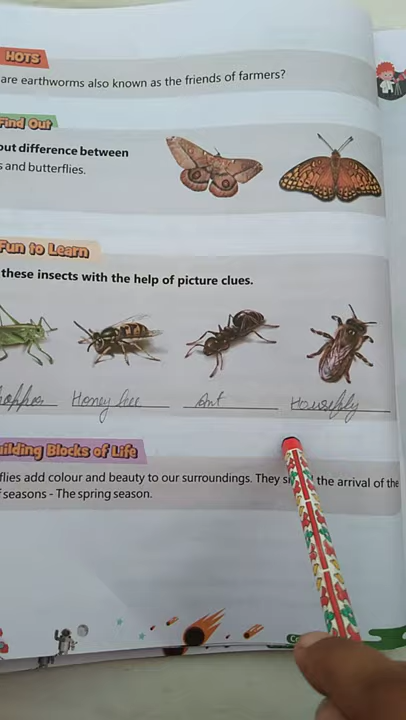 HOTS
are earthworms also known as the friends of farmers?
Find Out
out difference between
s and butterflies.
Fun to Learn
these insects with the help of picture clues.
hopper Honey bee Ant Housefly
uilding Blocks of Life
flies add colour and beauty to our surroundings. They the arrival of the
f seasons - The spring season.